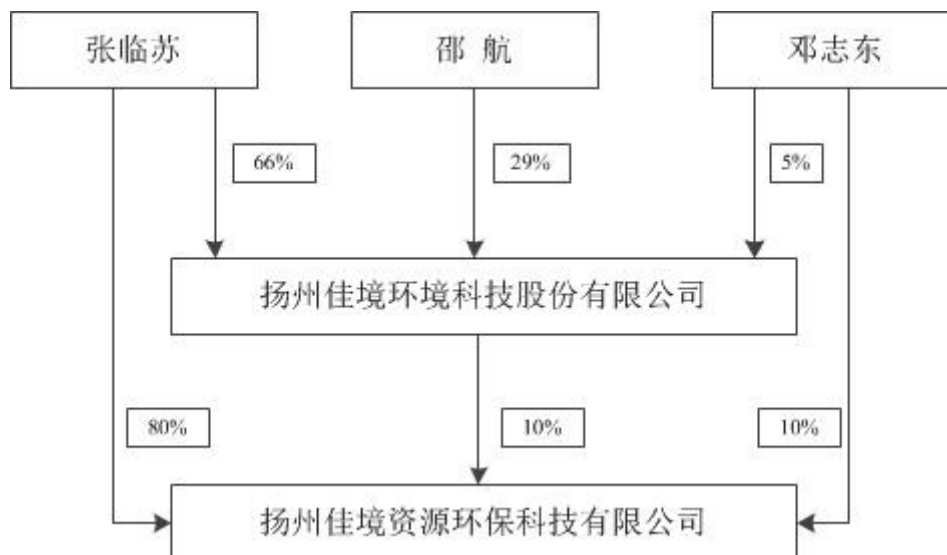 张临苏
邵 航
邓志东
66%
29%
5%
扬州佳境环境科技股份有限公司
80%
10%
10%
扬州佳境资源环保科技有限公司